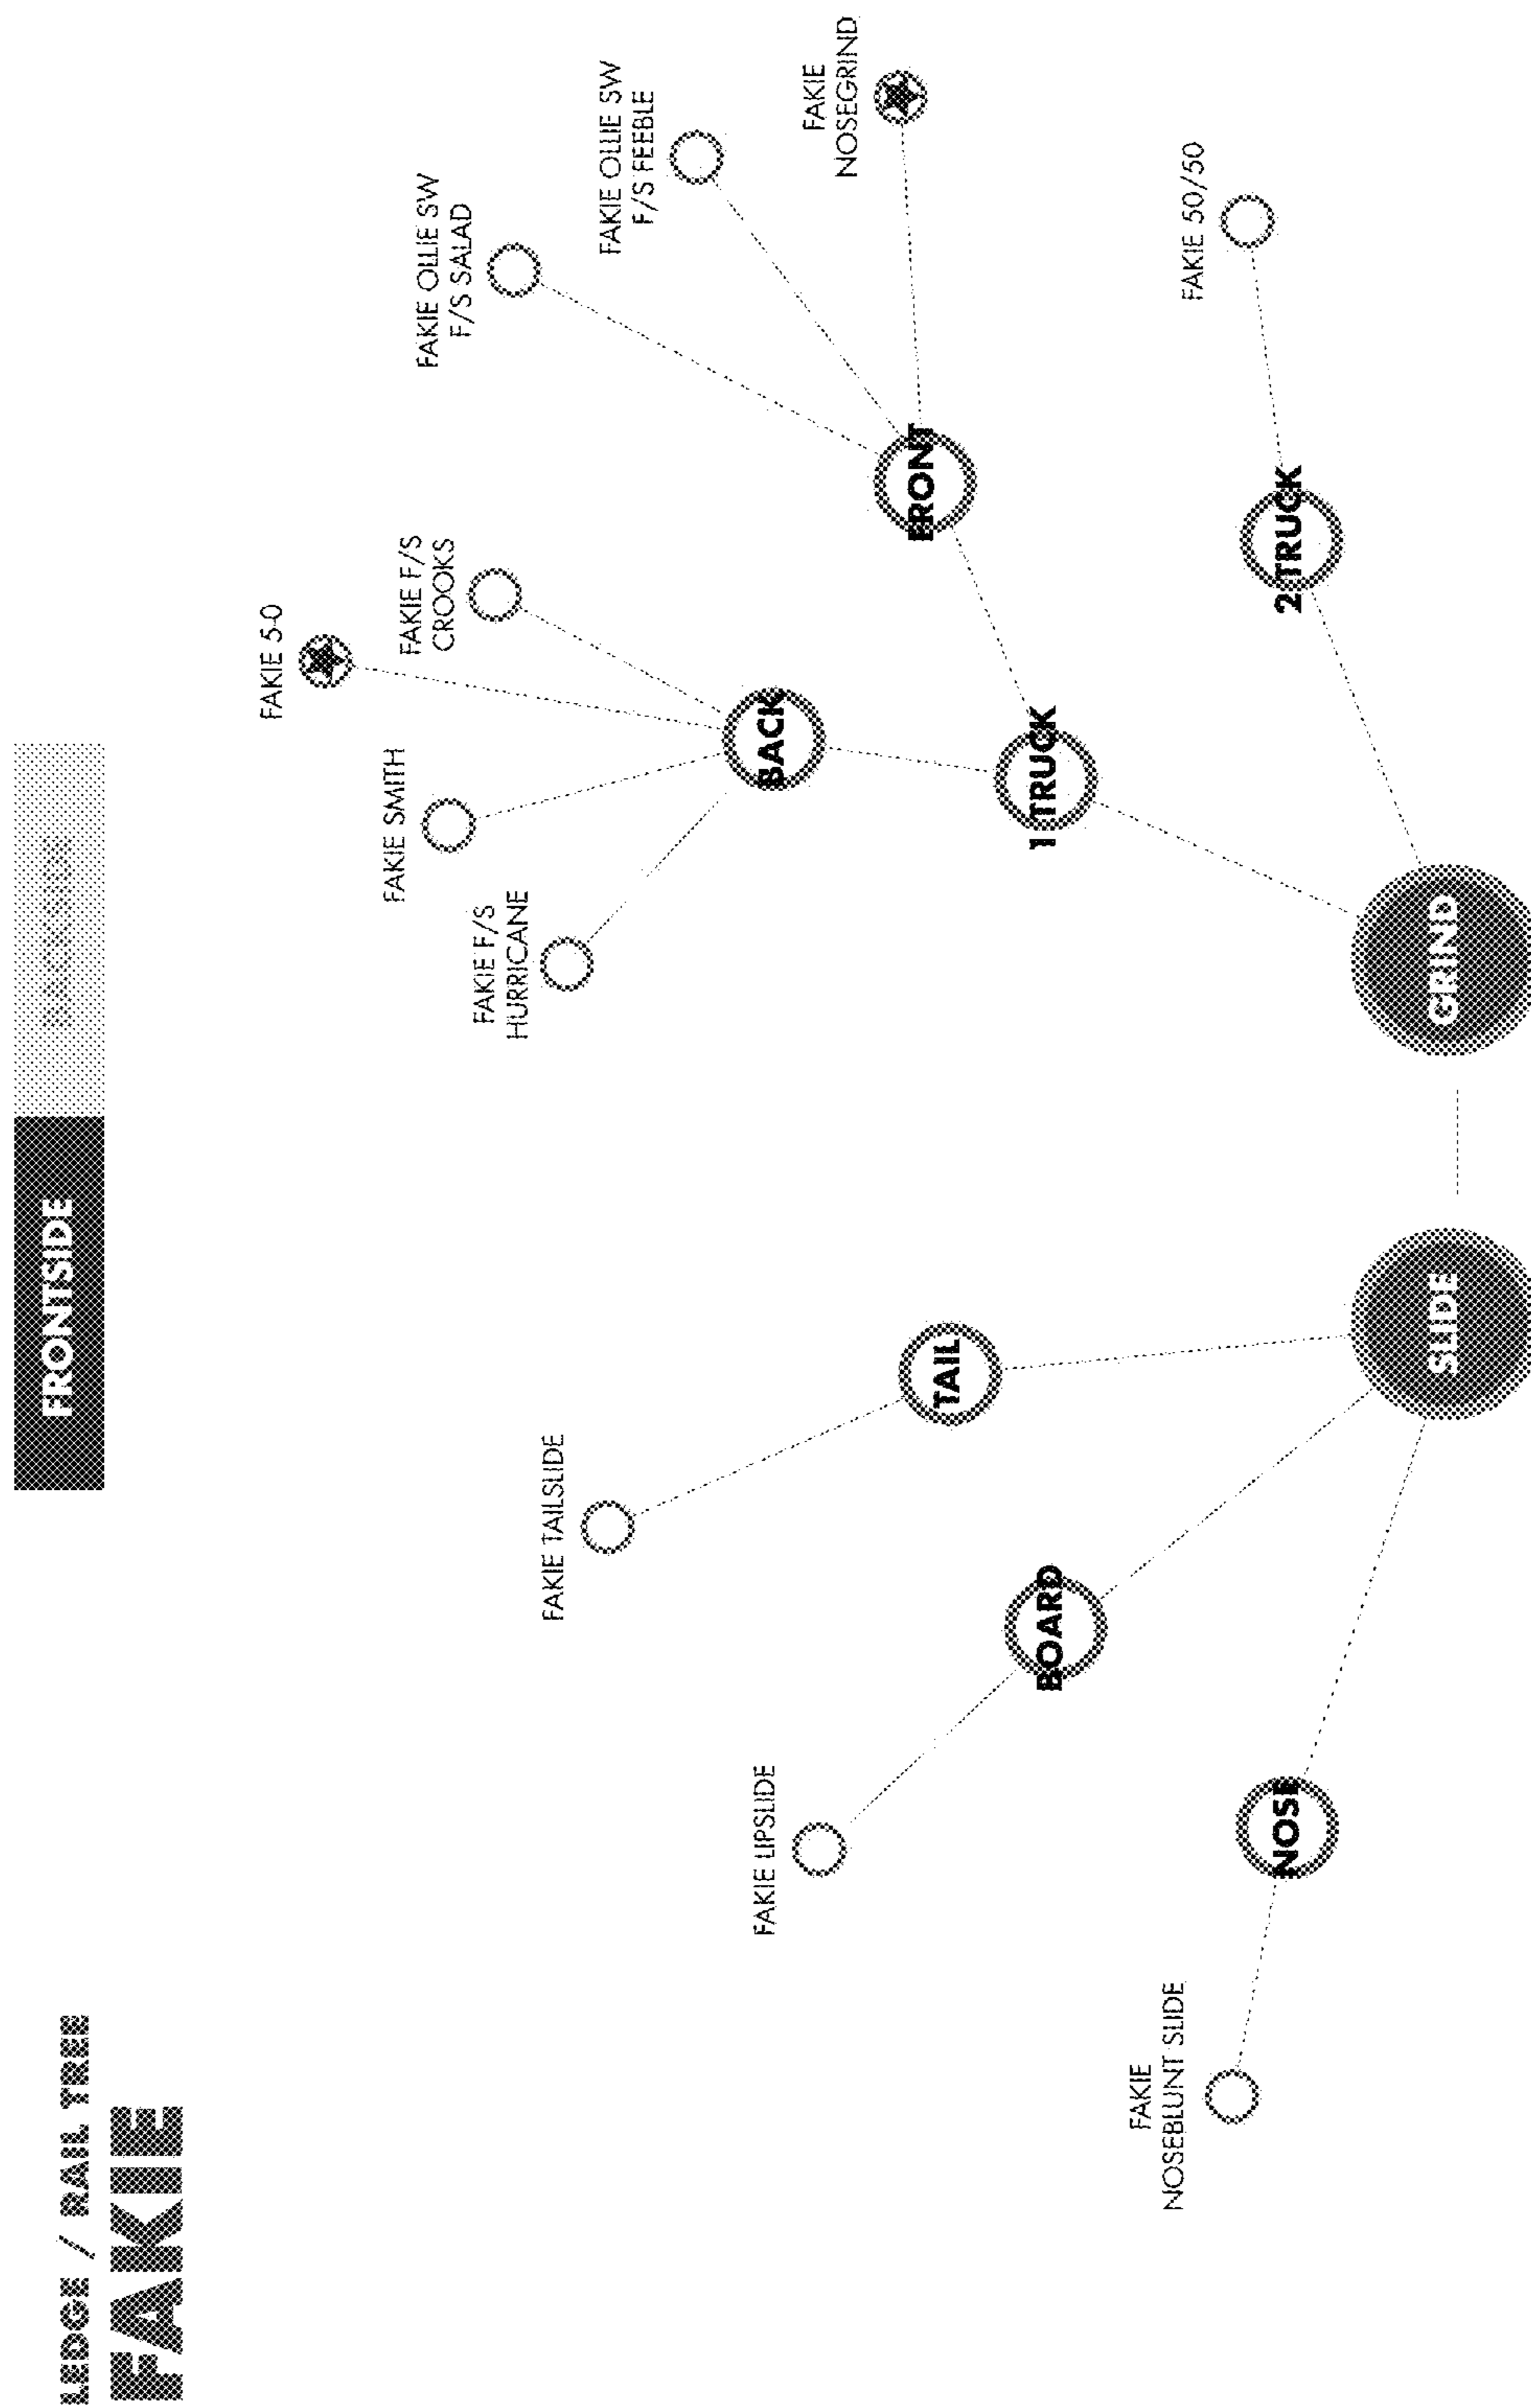 LEDGE / RAIL TREE
FAKIE
FRONTSIDE
FAKIE
NOSEBLUNT SLIDE
NOSE
FAKIE LIPSLIDE
BOARD
FAKIE TAILSLIDE
TAIL
SLIDE
GRIND
FAKIE F/S
HURRICANE
FAKIE SMITH
FAKIE 5-0
FAKIE F/S
CROOKS
BACK
1 TRUCK
FAKIE OLLIE SW
F/S SALAD
FAKIE OLLIE SW
F/S FEEBLE
FAKIE
NOSEGRIND
FRONT
2 TRUCK
FAKIE 50/50